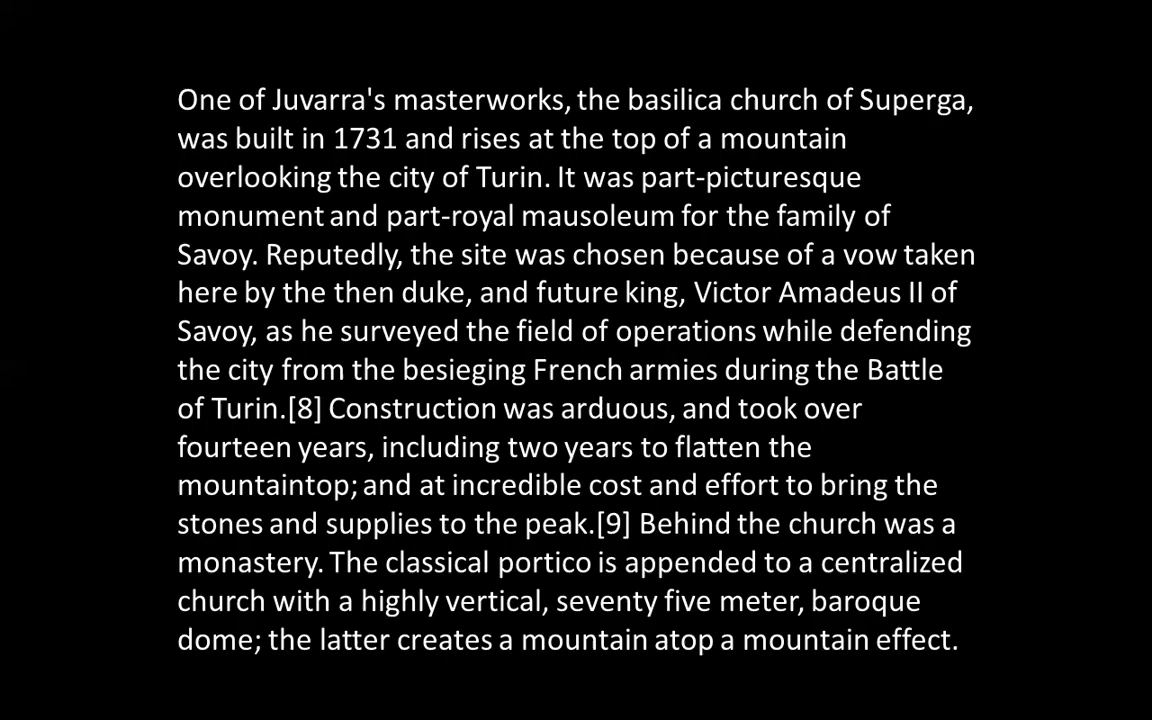 One of Juvarra's masterworks, the basilica church of Superga,
was built in 1731 and rises at the top of a mountain
overlooking the city of Turin. It was part-picturesque
monument and part-royal mausoleum for the family of
Savoy. Reputedly, the site was chosen because of a vow taken
here by the then duke, and future king, Victor Amadeus II of
Savoy, as he surveyed the field of operations while defending
the city from the besieging French armies during the Battle
of Turin.[8] Construction was arduous, and took over
fourteen years, including two years to flatten the
mountaintop; and at incredible cost and effort to bring the
stones and supplies to the peak.[9] Behind the church was a
monastery. The classical portico is appended to a centralized
church with a highly vertical, seventy five meter, baroque
dome; the latter creates a mountain atop a mountain effect.